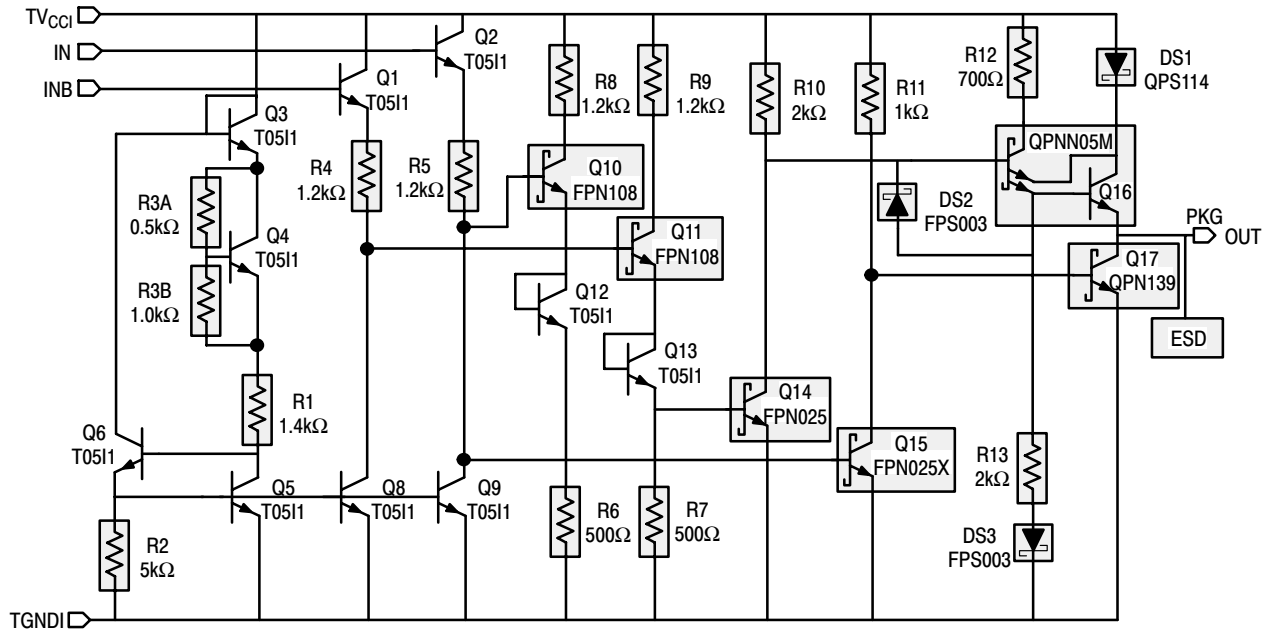 TVCCI
IN
INB
Q3
T05I1
R3A
0.5kΩ
Q4
T05I1
R3B
1.0kΩ
R1
1.4kΩ
Q6
T05I1
Q5
T05I1
R2
5kΩ
TGNDI
Q1
T05I1
Q2
T05I1
R4
1.2kΩ
R5
1.2kΩ
Q8
T05I1
Q9
T05I1
R8
1.2kΩ
R9
1.2kΩ
Q10
FPN108
Q11
FPN108
Q12
T05I1
Q13
T05I1
R6
500Ω
R7
500Ω
R10
2kΩ
R11
1kΩ
Q14
FPN025
Q15
FPN025X
R12
700Ω
DS1
QPS114
QPNN05M
Q16
DS2
FPS003
PKG
OUT
Q17
QPN139
ESD
R13
2kΩ
DS3
FPS003